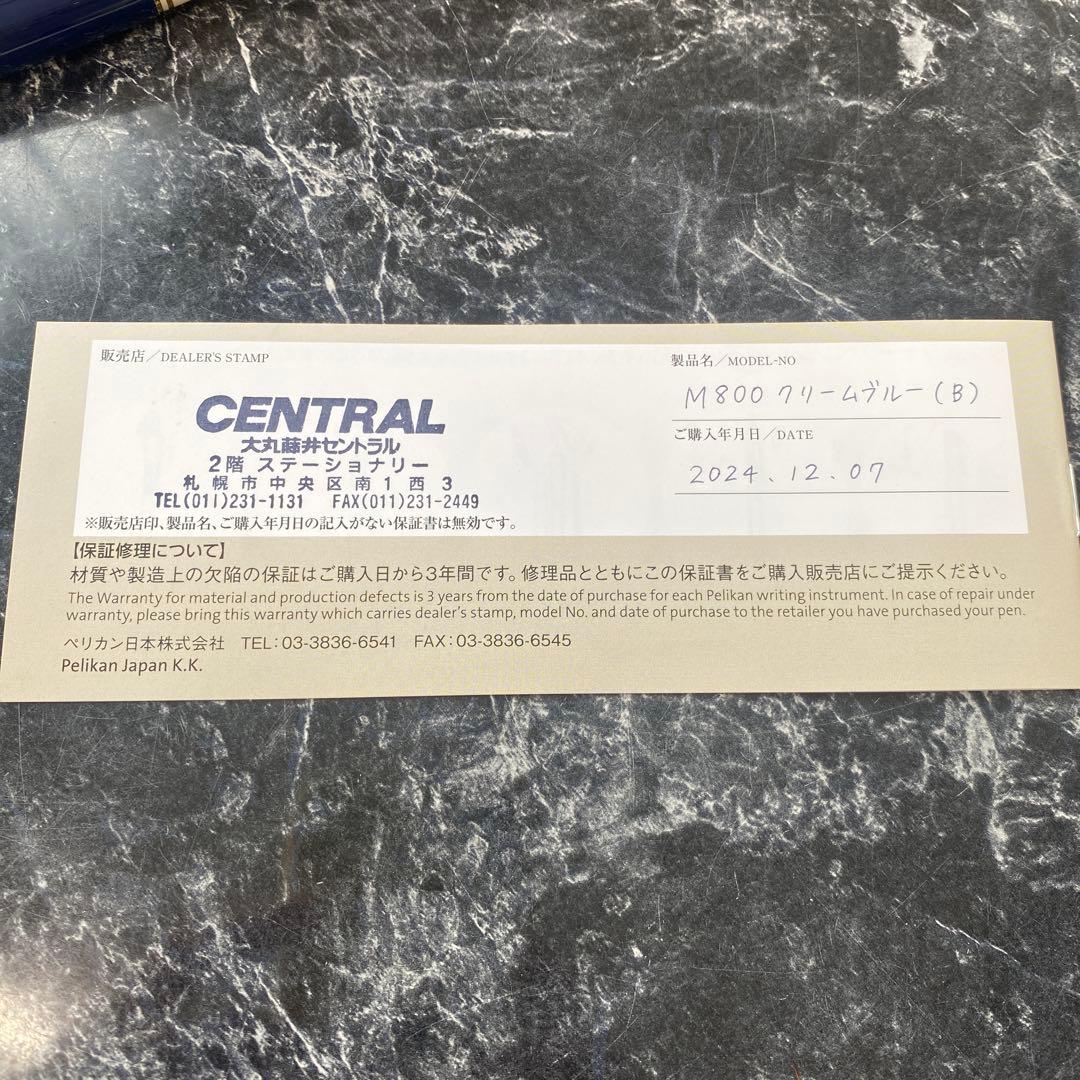 販売店/DEALER'S STAMP
CENTRAL
大丸藤井セントラル
2階 ステーショナリー
札幌市中央区南1西3
TEL(011)231-1131 FAX(011)231-2449
※販売店印、製品名、ご購入年月日の記入がない保証書は無効です。
製品名/MODEL-NO
M800 クリームブルー(B)
ご購入年月日/DATE
2024.12.07
【保証修理について】
材質や製造上の欠陥の保証はご購入日から3年間です。修理品とともにこの保証書をご購入販売店にご提示ください。
The Warranty for material and production defects is 3 years from the date of purchase for each Pelikan writing instrument. In case of repair under
warranty, please bring this warranty which carries dealer's stamp, model No. and date of purchase to the retailer you have purchased your pen.
ペリカン日本株式会社 TEL:03-3836-6541 FAX:03-3836-6545
Pelikan Japan K.K.